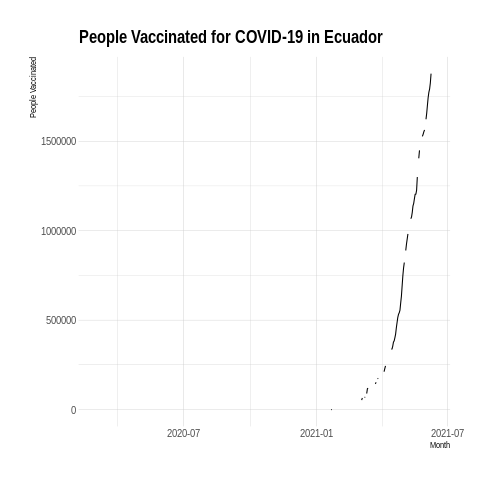 People Vaccinated for COVID-19 in Ecuador
People Vaccinated
1500000
1000000
500000
0
2020-07 2021-01 2021-07
Month